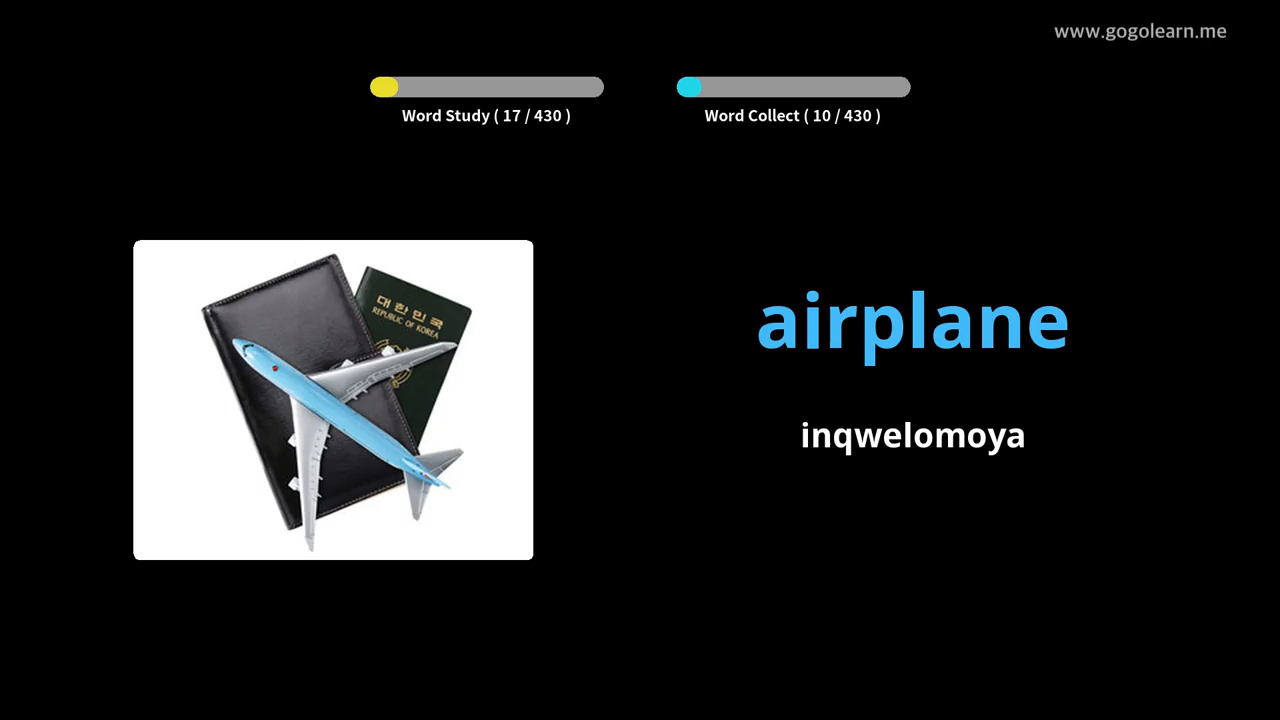 www.gogolearn.me
Word Study ( 17 / 430 )
Word Collect ( 10 / 430 )
대한민국
REPUBLIC OF KOREA
airplane
inqwelomoya